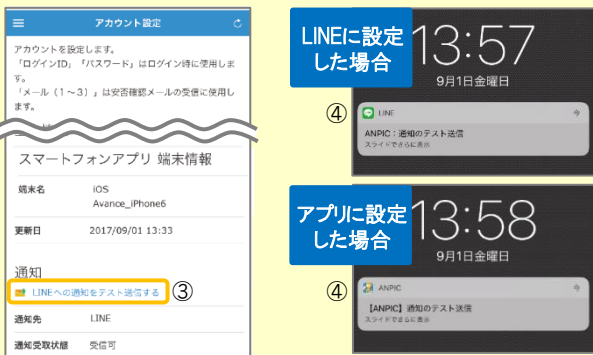 アカウント設定
アカウントを設定します。
「ログインID」「パスワード」はログイン時に使用しま
す。
「メール（1～3）」は安否確認メールの受信に使用し
ます。
スマートフォンアプリ 端末情報
端末名
iOS
Avance_iPhone6
更新日
2017/09/01 13:33
通知
LINEへの通知をテスト送信する
③
通知先
LINE
通知受取状態
受信可
LINEに設定
した場合
13:57
9月1日金曜日
④
LINE
今
ANPIC：通知のテスト送信
スライドでさらに表示
アプリに設定
した場合
13:58
9月1日金曜日
④
ANPIC
今
【ANPIC】通知のテスト送信
スライドでさらに表示